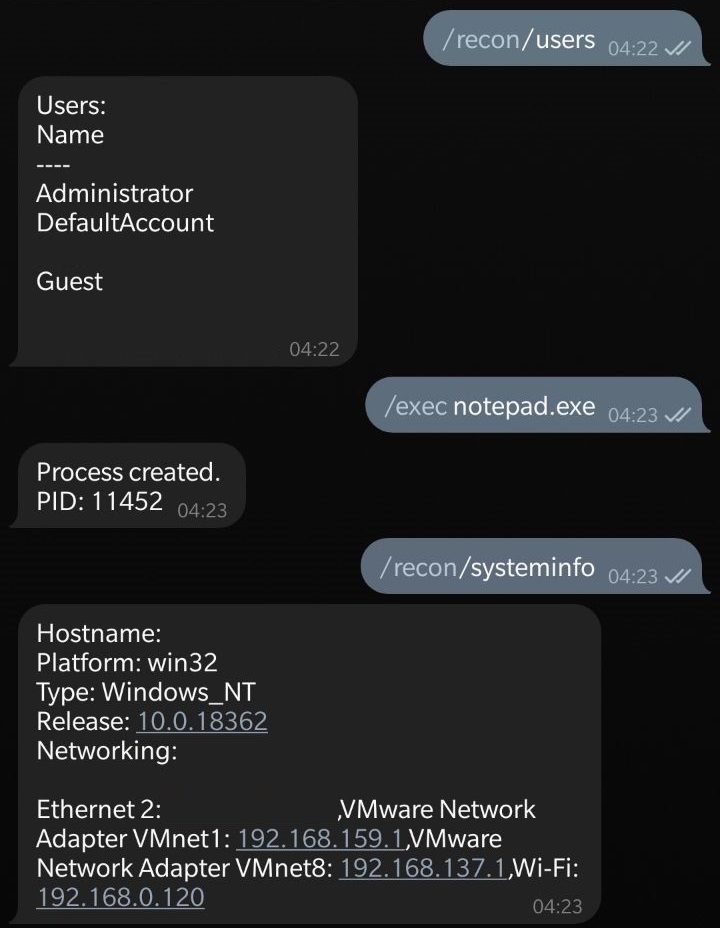 /recon/users 04:22
Users:
Name
----
Administrator
DefaultAccount
Guest
04:22
/exec notepad.exe 04:23
Process created.
PID: 11452 04:23
/recon/systeminfo 04:23
Hostname:
Platform: win32
Type: Windows_NT
Release: 10.0.18362
Networking:
Ethernet 2: ,VMware Network
Adapter VMnet1: 192.168.159.1,VMware
Network Adapter VMnet8: 192.168.137.1,Wi-Fi:
192.168.0.120
04:23